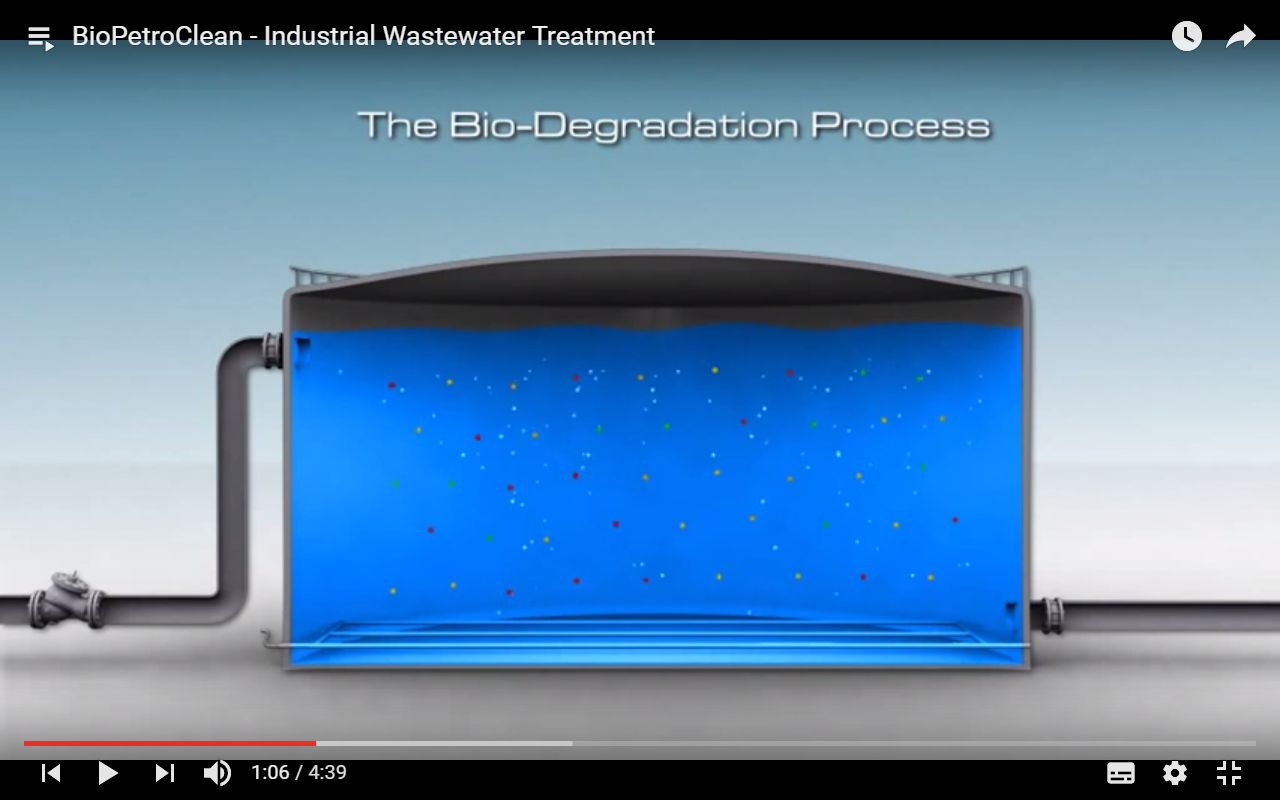 BioPetroClean - Industrial Wastewater Treatment
The Bio-Degradation Process
1:06 / 4:39